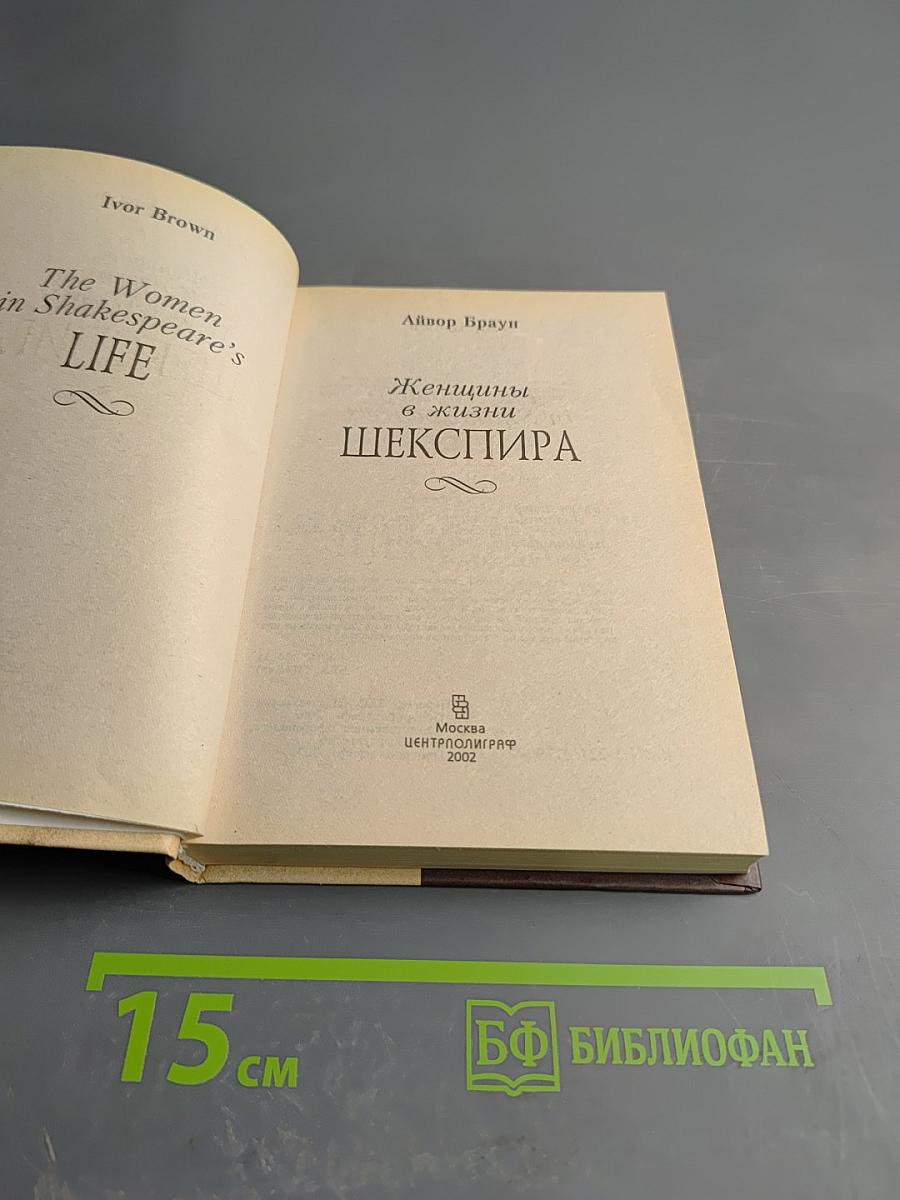 Ivor Brown
The Women
in Shakespeare's
LIFE
Айвор Браун
Женщины
в жизни
ШЕКСПИРА
Москва
ЦЕНТРПОЛИГРАФ
2002
15 см
БФ БИБЛИОФАН